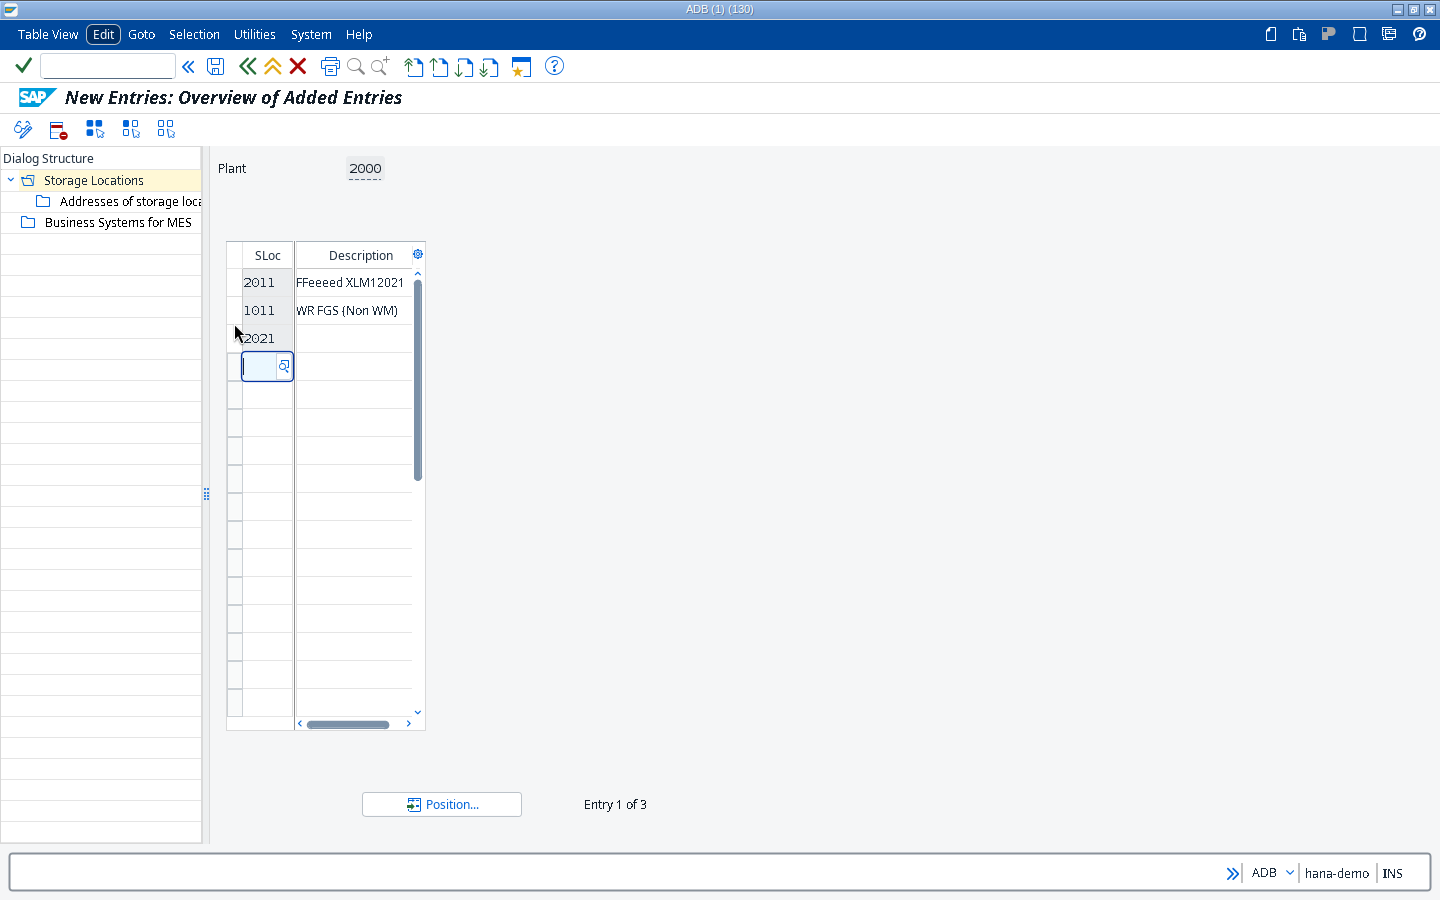 ADB (1) (130)
Table View Edit Goto Selection Utilities System Help
SAP New Entries: Overview of Added Entries
Dialog Structure
Storage Locations
Addresses of storage loca
Business Systems for MES
Plant 2000
SLoc Description
2011 FFeeeed XLM12021
1011 WR FGS (Non WM)
2021
Position... Entry 1 of 3
ADB hana-demo INS